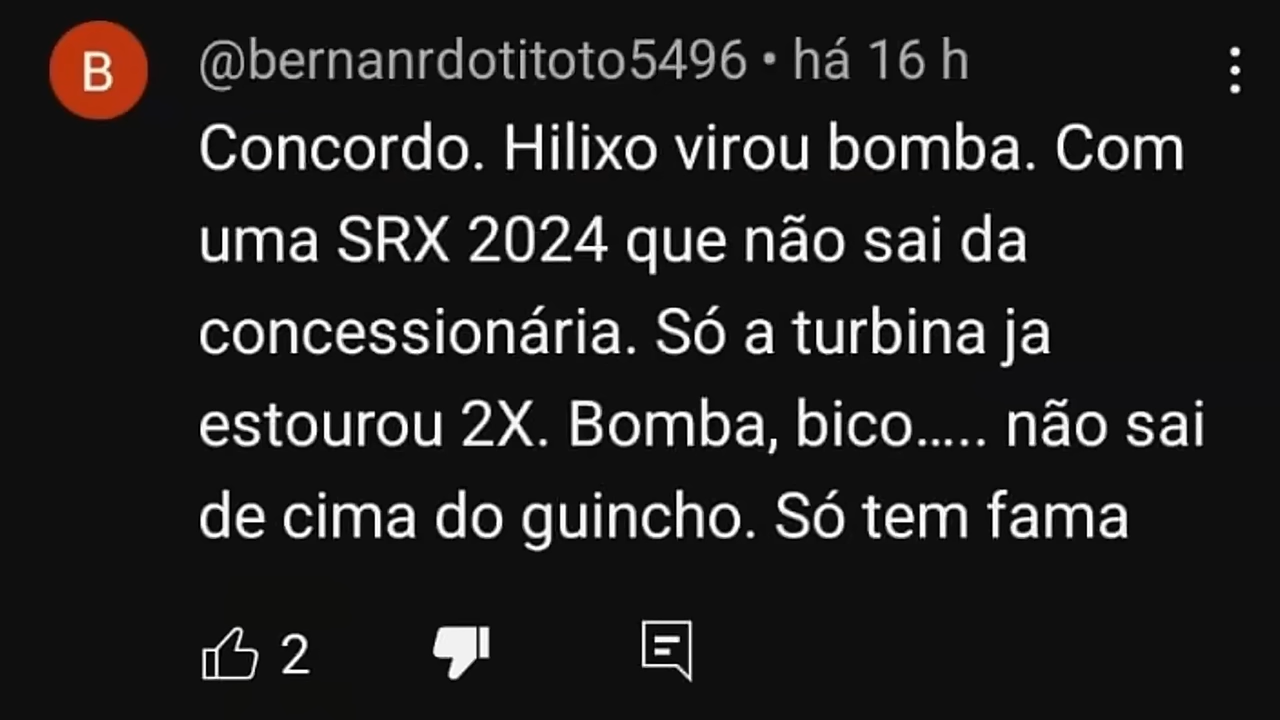 B
@bernanrdotitoto5496 • há 16 h
Concordo. Hilixo virou bomba. Com
uma SRX 2024 que não sai da
concessionária. Só a turbina ja
estourou 2X. Bomba, bico..... não sai
de cima do guincho. Só tem fama
2